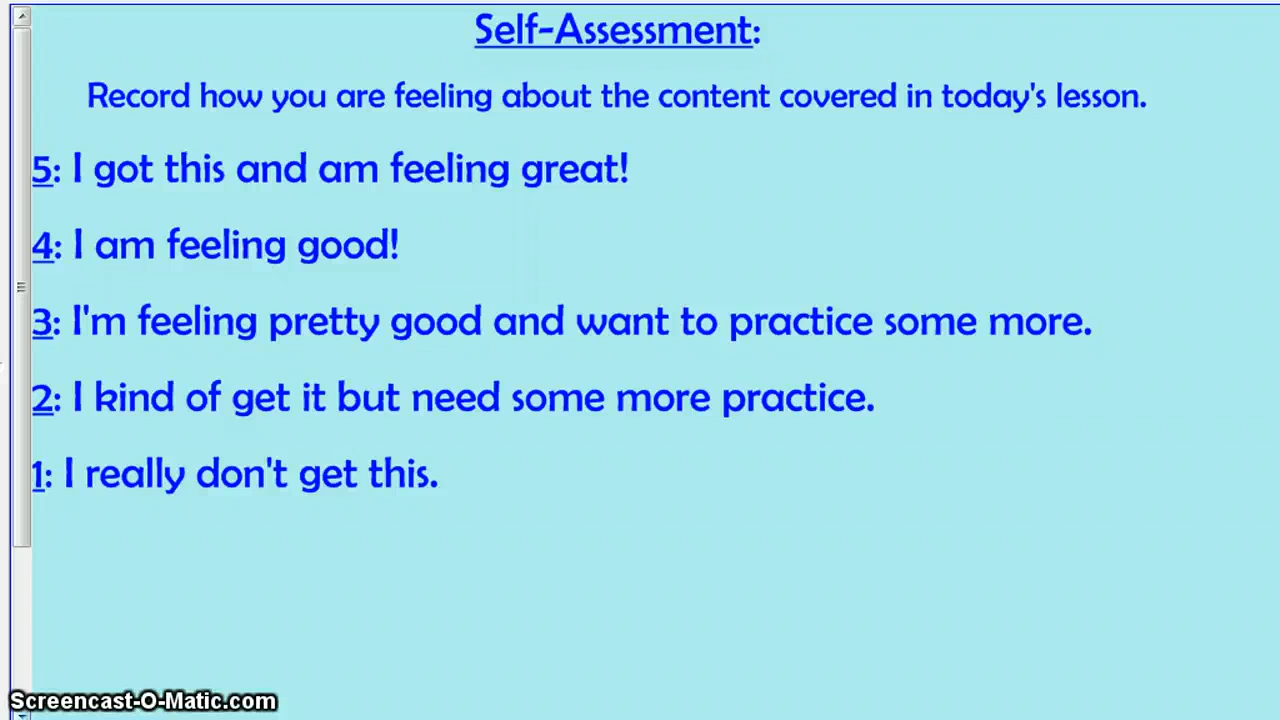 Self-Assessment:
Record how you are feeling about the content covered in today's lesson.
5: I got this and am feeling great!
4: I am feeling good!
3: I'm feeling pretty good and want to practice some more.
2: I kind of get it but need some more practice.
1: I really don't get this.
Screencast-O-Matic.com